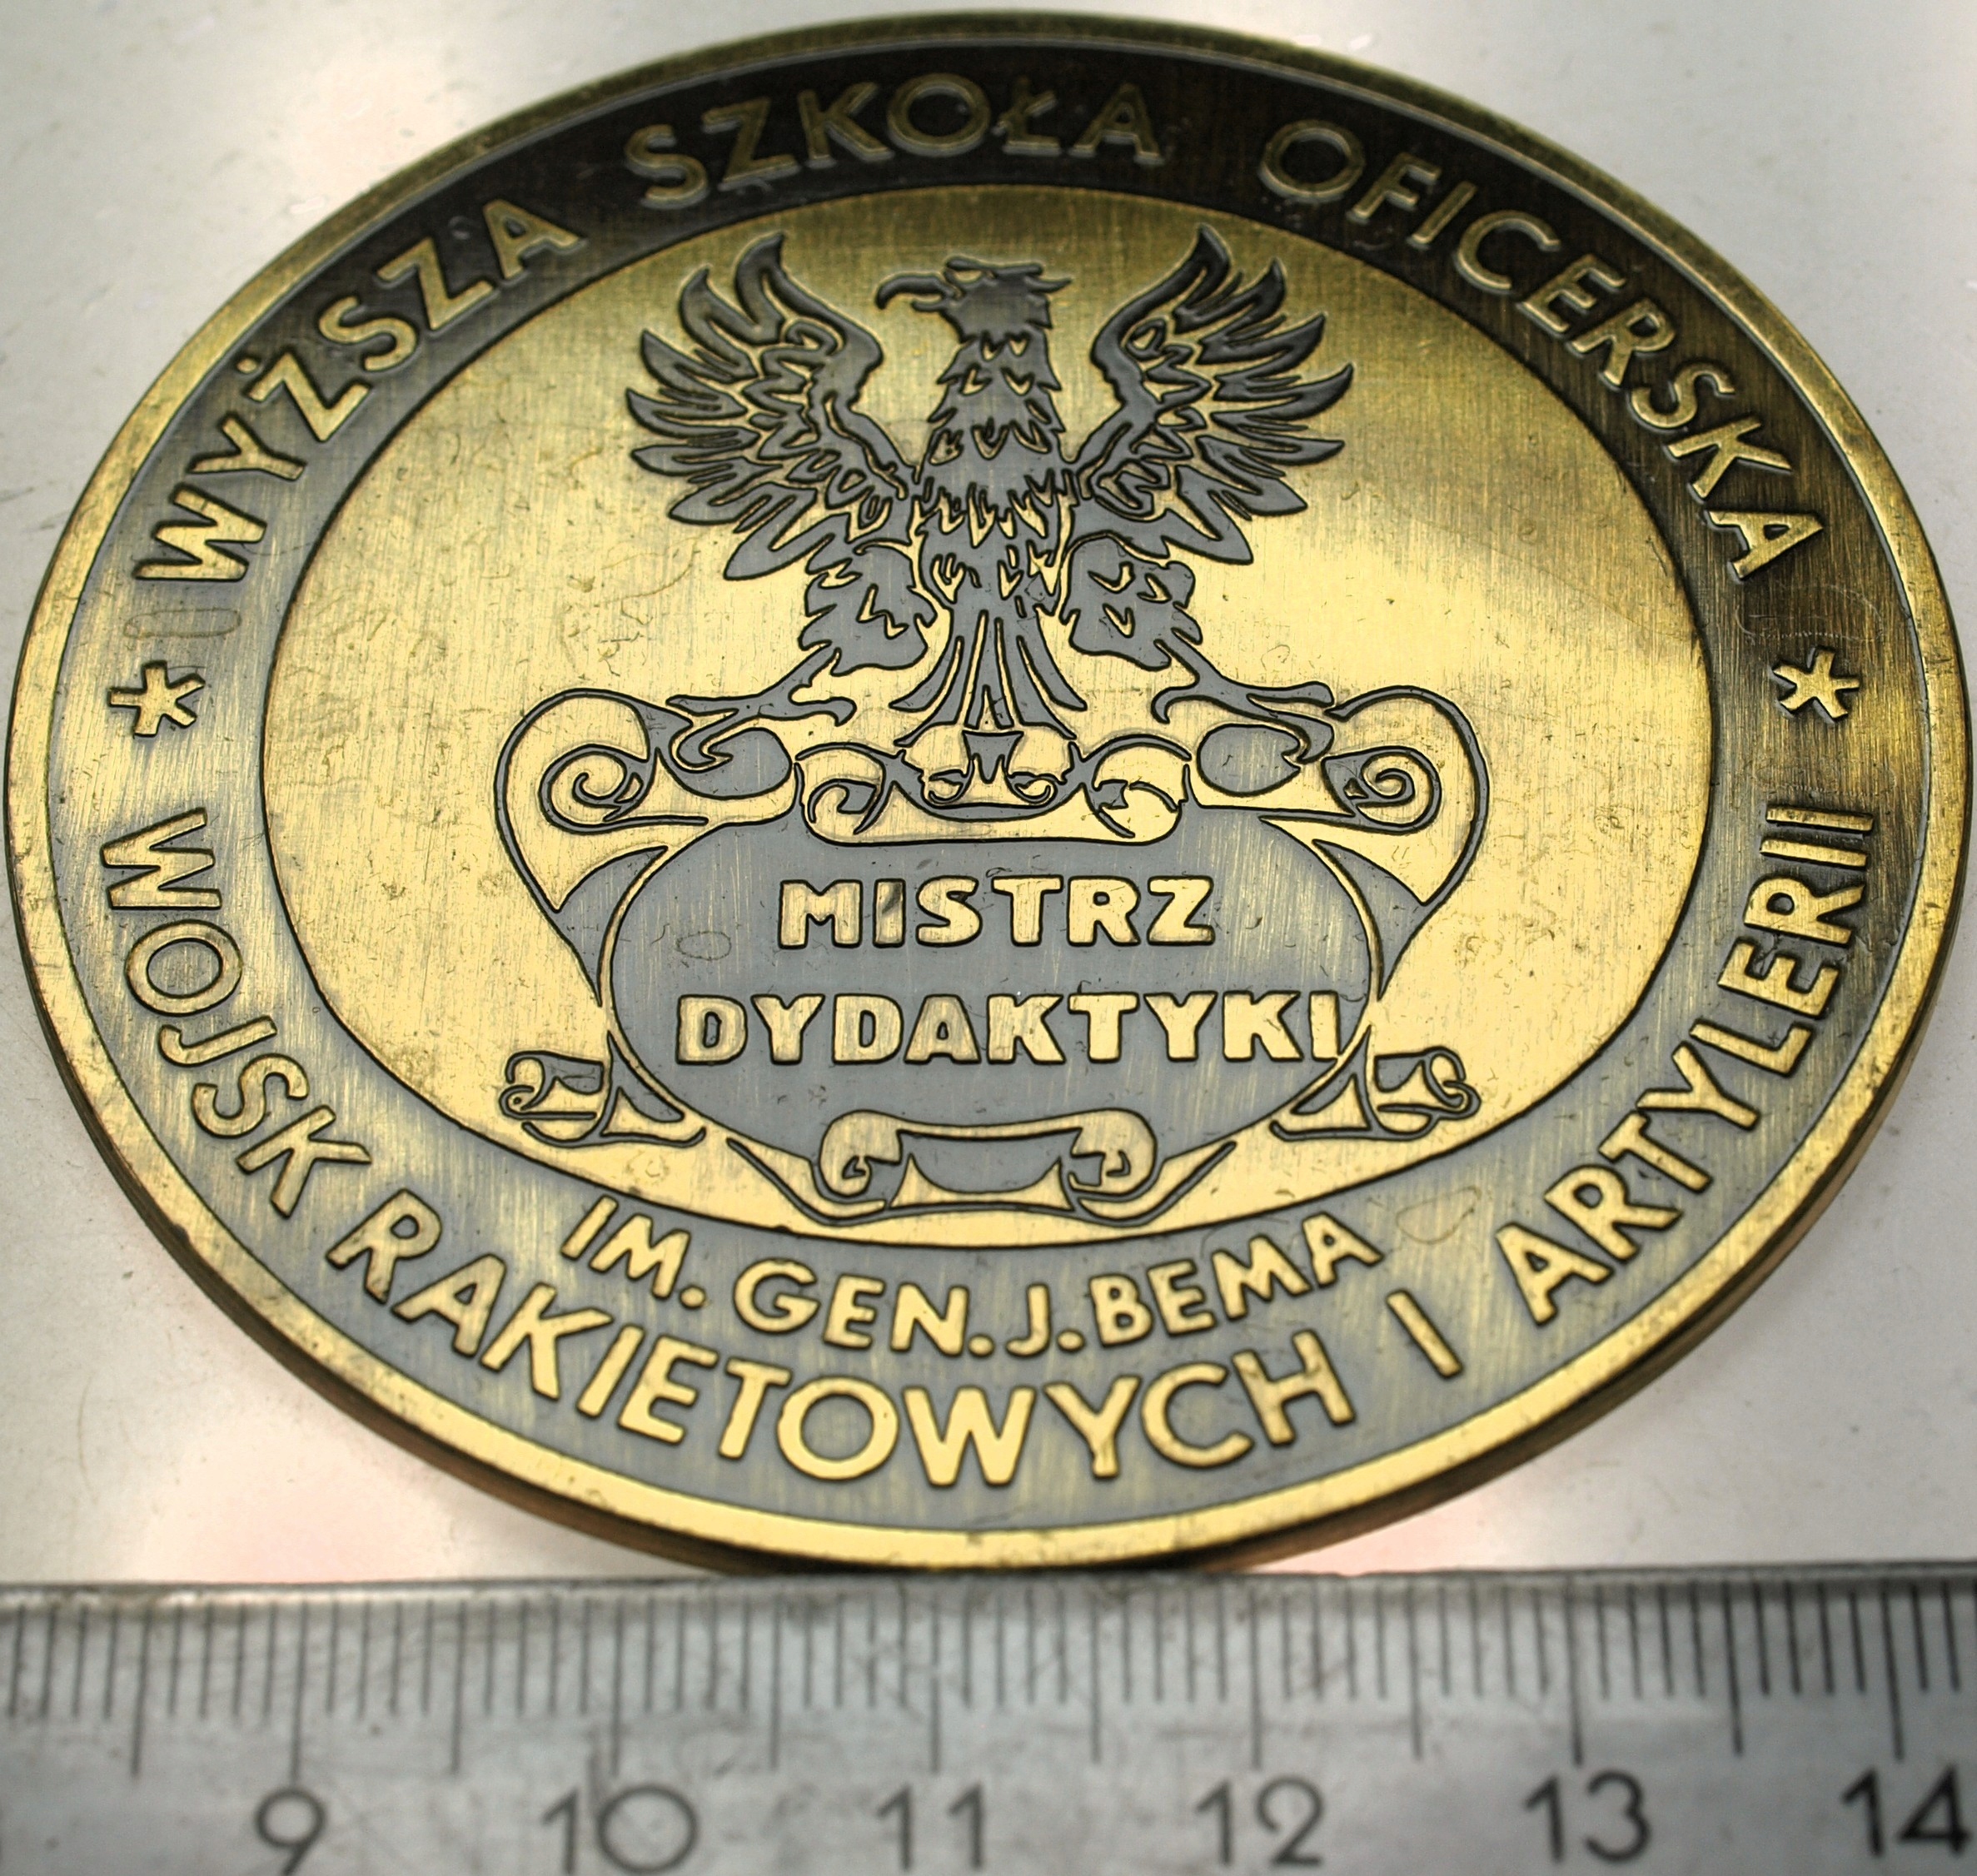 WYŻSZA SZKOŁA OFICERSKA
MISTRZ
DYDAKTYKI
IM. GEN. J. BEMA
* WOJSK RAKIETOWYCH I ARTYLERII *
9 10 11 12 13 14